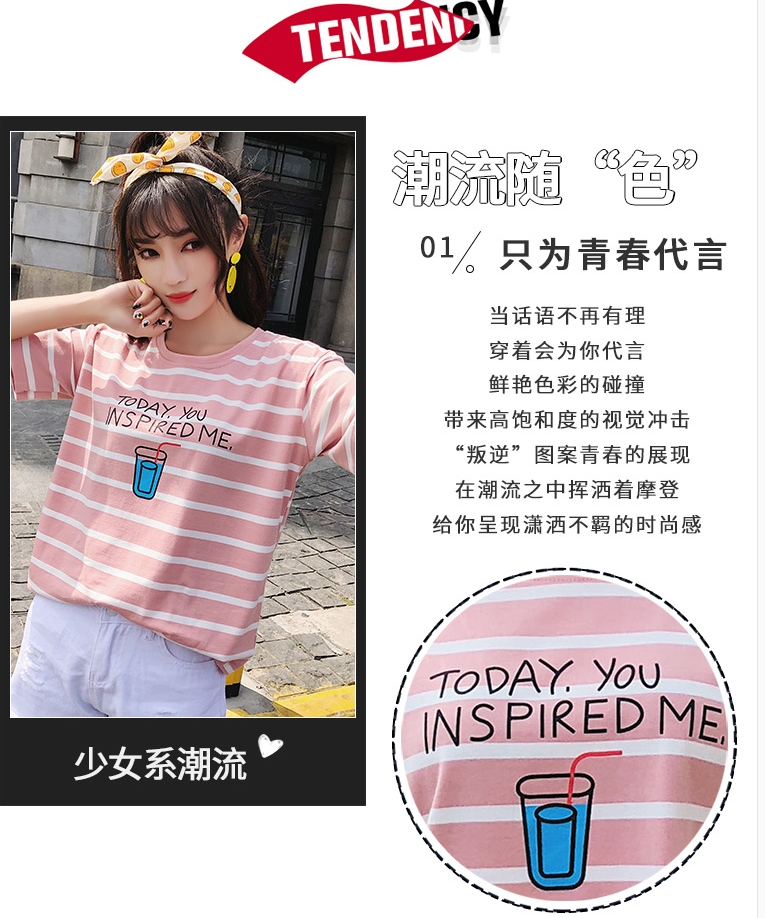 TENDENCY
潮流随“色”
01/。只为青春代言
当话语不再有理
穿着会为你代言
鲜艳色彩的碰撞
带来高饱和度的视觉冲击
“叛逆”图案青春的展现
在潮流之中挥洒着摩登
给你呈现潇洒不羁的时尚感
TODAY. YOU
INSPIRED ME.
少女系潮流
TODAY. YOU
INSPIRED ME.